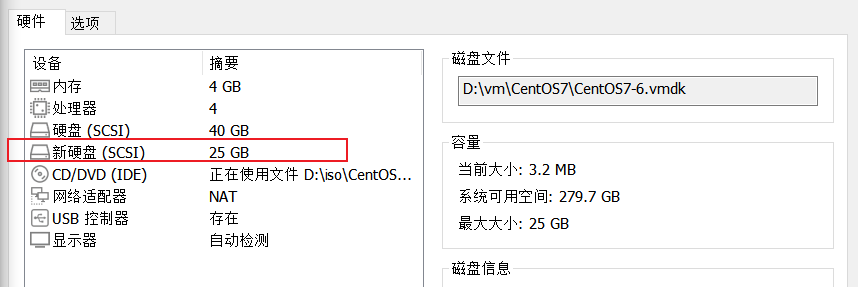 硬件 选项
设备 摘要
内存 4 GB
处理器 4
硬盘 (SCSI) 40 GB
新硬盘 (SCSI) 25 GB
CD/DVD (IDE) 正在使用文件 D:\iso\CentOS...
网络适配器 NAT
USB 控制器 存在
显示器 自动检测
磁盘文件
D:\vm\CentOS7\CentOS7-6.vmdk
容量
当前大小: 3.2 MB
系统可用空间: 279.7 GB
最大大小: 25 GB
磁盘信息